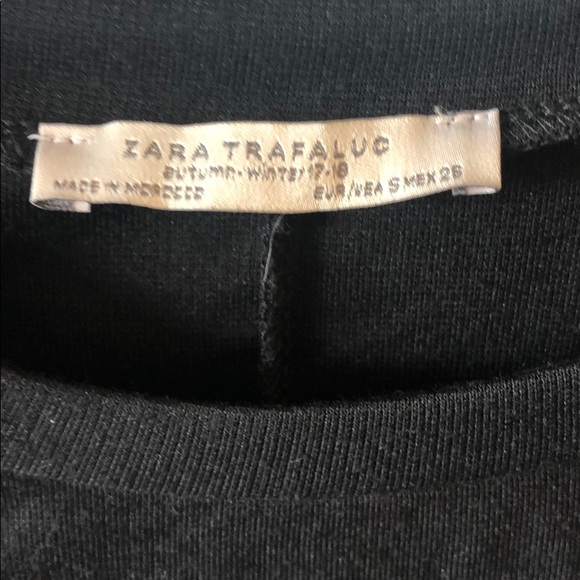 ZARA TRAFALUC
autumn·winter 17-18
MADE IN MOROCCO EUR/USA S MEX 26